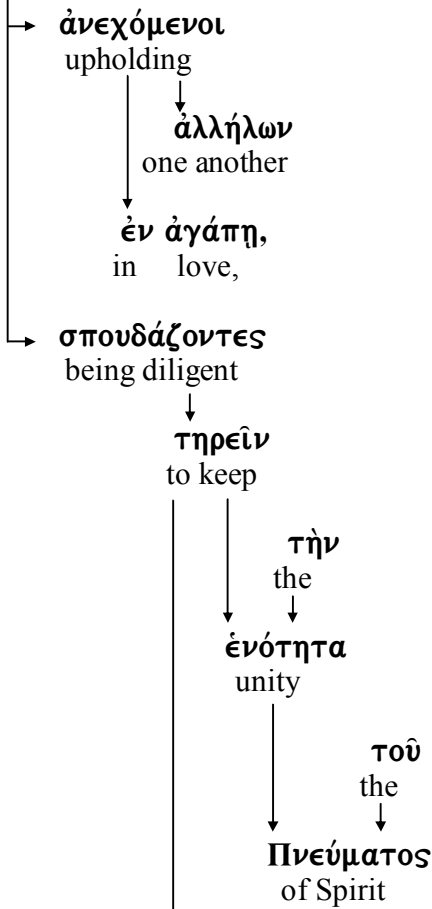 ἀνεχόμενοι
upholding
ἀλλήλων
one another
ἐν ἀγάπῃ,
in love,
σπουδάζοντες
being diligent
τηρεῖν
to keep
τὴν
the
ἑνότητα
unity
τοῦ
the
Πνεύματος
of Spirit